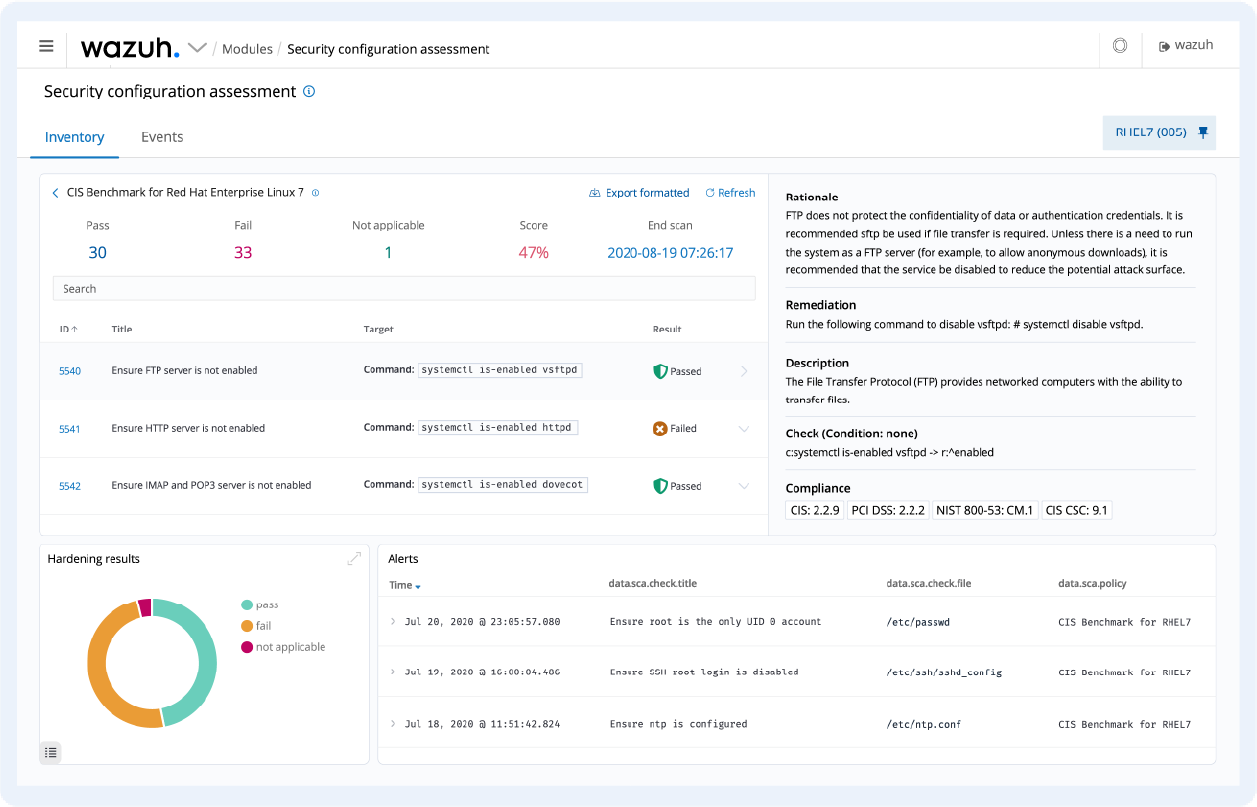 wazuh. / Modules / Security configuration assessment
wazuh
Security configuration assessment
Inventory Events
RHEL7 (005)
CIS Benchmark for Red Hat Enterprise Linux 7
Export formatted Refresh
Pass Fail Not applicable Score End scan
30 33 1 47% 2020-08-19 07:26:17
Search
ID Title Target Result
5540 Ensure FTP server is not enabled Command: systemctl is-enabled vsftpd Passed
5541 Ensure HTTP server is not enabled Command: systemctl is-enabled httpd Failed
5542 Ensure IMAP and POP3 server is not enabled Command: systemctl is-enabled dovecot Passed
Rationale
FTP does not protect the confidentiality of data or authentication credentials. It is
recommended sftp be used if file transfer is required. Unless there is a need to run
the system as a FTP server (for example, to allow anonymous downloads), it is
recommended that the service be disabled to reduce the potential attack surface.
Remediation
Run the following command to disable vsftpd: # systemctl disable vsftpd.
Description
The File Transfer Protocol (FTP) provides networked computers with the ability to
transfer files.
Check (Condition: none)
c:systemctl is-enabled vsftpd -> r:^enabled
Compliance
CIS: 2.2.9 PCI DSS: 2.2.2 NIST 800-53: CM.1 CIS CSC: 9.1
Hardening results
pass
fail
not applicable
Alerts
Time data.sca.check.title data.sca.check.file data.sca.policy
Jul 20, 2020 @ 23:05:57.080 Ensure root is the only UID 0 account /etc/passwd CIS Benchmark for RHEL7
Jul 19, 2020 @ Ensure SSH root login is disabled /etc/ssh/sshd_config CIS Benchmark for RHEL7
Jul 18, 2020 @ 11:51:42.824 Ensure ntp is configured /etc/ntp.conf CIS Benchmark for RHEL7